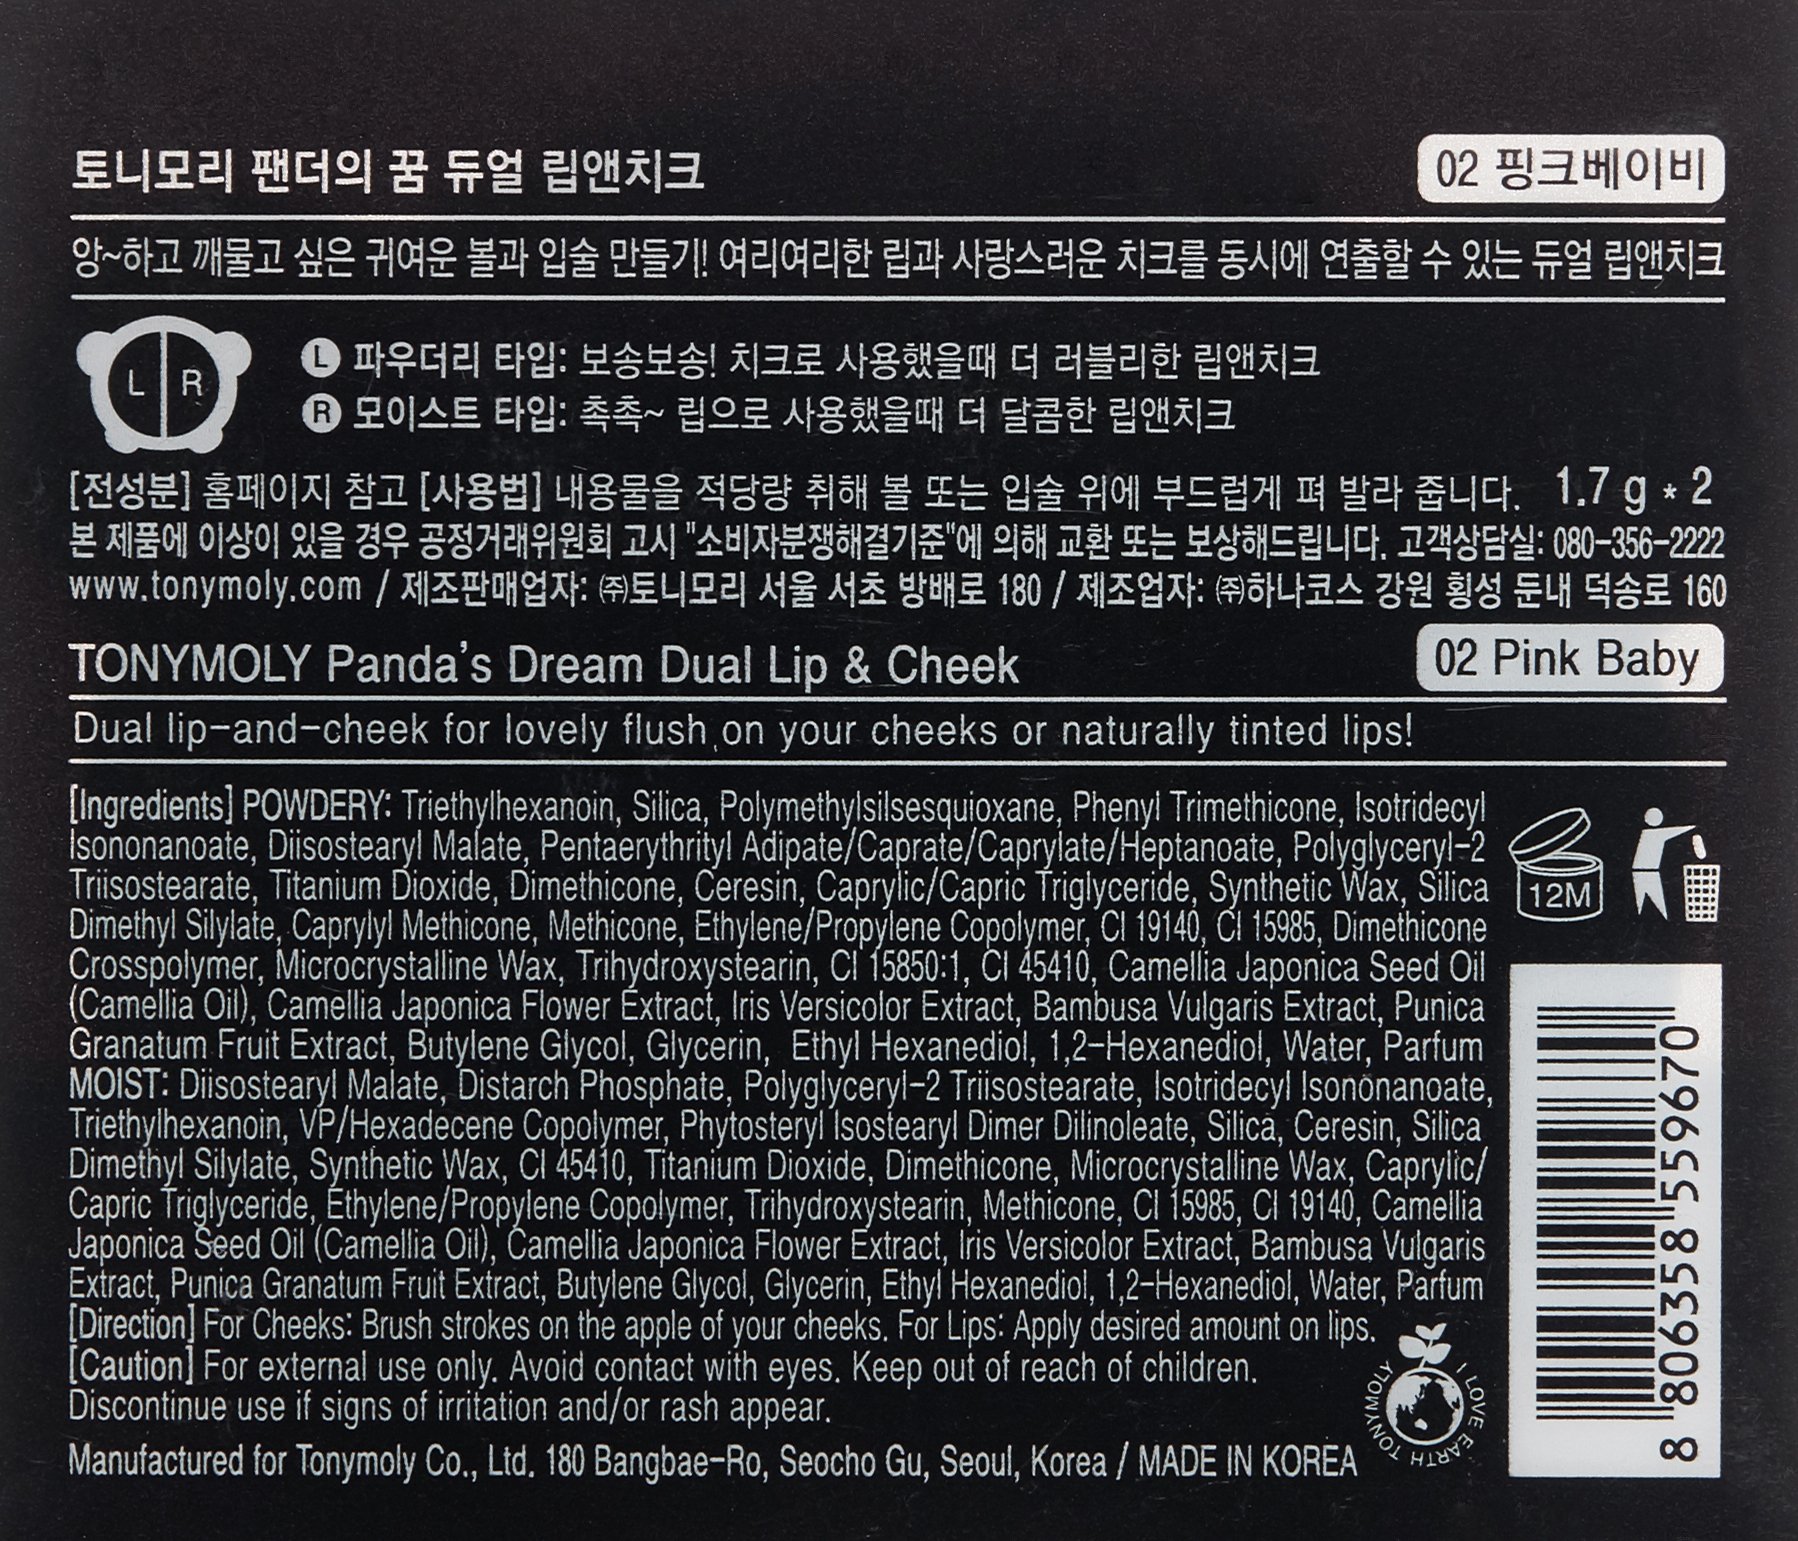 토니모리 팬더의 꿈 듀얼 립앤치크
02 핑크베이비
앙~하고 깨물고 싶은 귀여운 볼과 입술 만들기! 여리여리한 립과 사랑스러운 치크를 동시에 연출할 수 있는 듀얼 립앤치크
L R
L 파우더리 타입: 보송보송! 치크로 사용했을때 더 러블리한 립앤치크
R 모이스트 타입: 촉촉~ 립으로 사용했을때 더 달콤한 립앤치크
[전성분] 홈페이지 참고 [사용법] 내용물을 적당량 취해 볼 또는 입술 위에 부드럽게 펴 발라 줍니다. 1.7 g * 2
본 제품에 이상이 있을 경우 공정거래위원회 고시 "소비자분쟁해결기준"에 의해 교환 또는 보상해드립니다. 고객상담실: 080-356-2222
www.tonymoly.com / 제조판매업자: ㈜토니모리 서울 서초 방배로 180 / 제조업자: ㈜하나코스 강원 횡성 둔내 덕송로 160
TONYMOLY Panda's Dream Dual Lip & Cheek
02 Pink Baby
Dual lip-and-cheek for lovely flush on your cheeks or naturally tinted lips!
[Ingredients] POWDERY: Triethylhexanoin, Silica, Polymethylsilsesquioxane, Phenyl Trimethicone, Isotridecyl
Isononanoate, Diisostearyl Malate, Pentaerythrityl Adipate/Caprate/Caprylate/Heptanoate, Polyglyceryl-2
Triisostearate, Titanium Dioxide, Dimethicone, Ceresin, Caprylic/Capric Triglyceride, Synthetic Wax, Silica
Dimethyl Silylate, Caprylyl Methicone, Methicone, Ethylene/Propylene Copolymer, CI 19140, CI 15985, Dimethicone
Crosspolymer, Microcrystalline Wax, Trihydroxystearin, CI 15850:1, CI 45410, Camellia Japonica Seed Oil
(Camellia Oil), Camellia Japonica Flower Extract, Iris Versicolor Extract, Bambusa Vulgaris Extract, Punica
Granatum Fruit Extract, Butylene Glycol, Glycerin, Ethyl Hexanediol, 1,2-Hexanediol, Water, Parfum
MOIST: Diisostearyl Malate, Distarch Phosphate, Polyglyceryl-2 Triisostearate, Isotridecyl Isononanoate,
Triethylhexanoin, VP/Hexadecene Copolymer, Phytosteryl Isostearyl Dimer Dilinoleate, Silica, Ceresin, Silica
Dimethyl Silylate, Synthetic Wax, CI 45410, Titanium Dioxide, Dimethicone, Microcrystalline Wax, Caprylic/
Capric Triglyceride, Ethylene/Propylene Copolymer, Trihydroxystearin, Methicone, CI 15985, CI 19140, Camellia
Japonica Seed Oil (Camellia Oil), Camellia Japonica Flower Extract, Iris Versicolor Extract, Bambusa Vulgaris
Extract, Punica Granatum Fruit Extract, Butylene Glycol, Glycerin, Ethyl Hexanediol, 1,2-Hexanediol, Water, Parfum
[Direction] For Cheeks: Brush strokes on the apple of your cheeks. For Lips: Apply desired amount on lips.
[Caution] For external use only. Avoid contact with eyes. Keep out of reach of children.
Discontinue use if signs of irritation and/or rash appear.
Manufactured for Tonymoly Co., Ltd. 180 Bangbae-Ro, Seocho Gu, Seoul, Korea / MADE IN KOREA
12M
TONYMOLY I LOVE EARTH
8 806358 559670